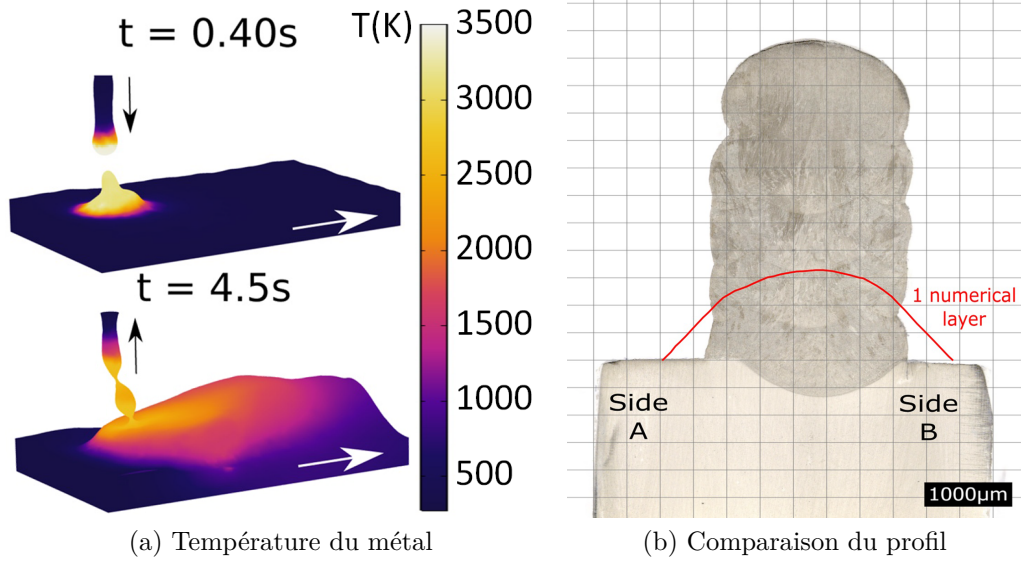 t = 0.40s
T(K)
3500
3000
2500
2000
1500
1000
500
t = 4.5s
1 numerical
layer
Side
A
Side
B
1000µm
(a) Température du métal
(b) Comparaison du profil